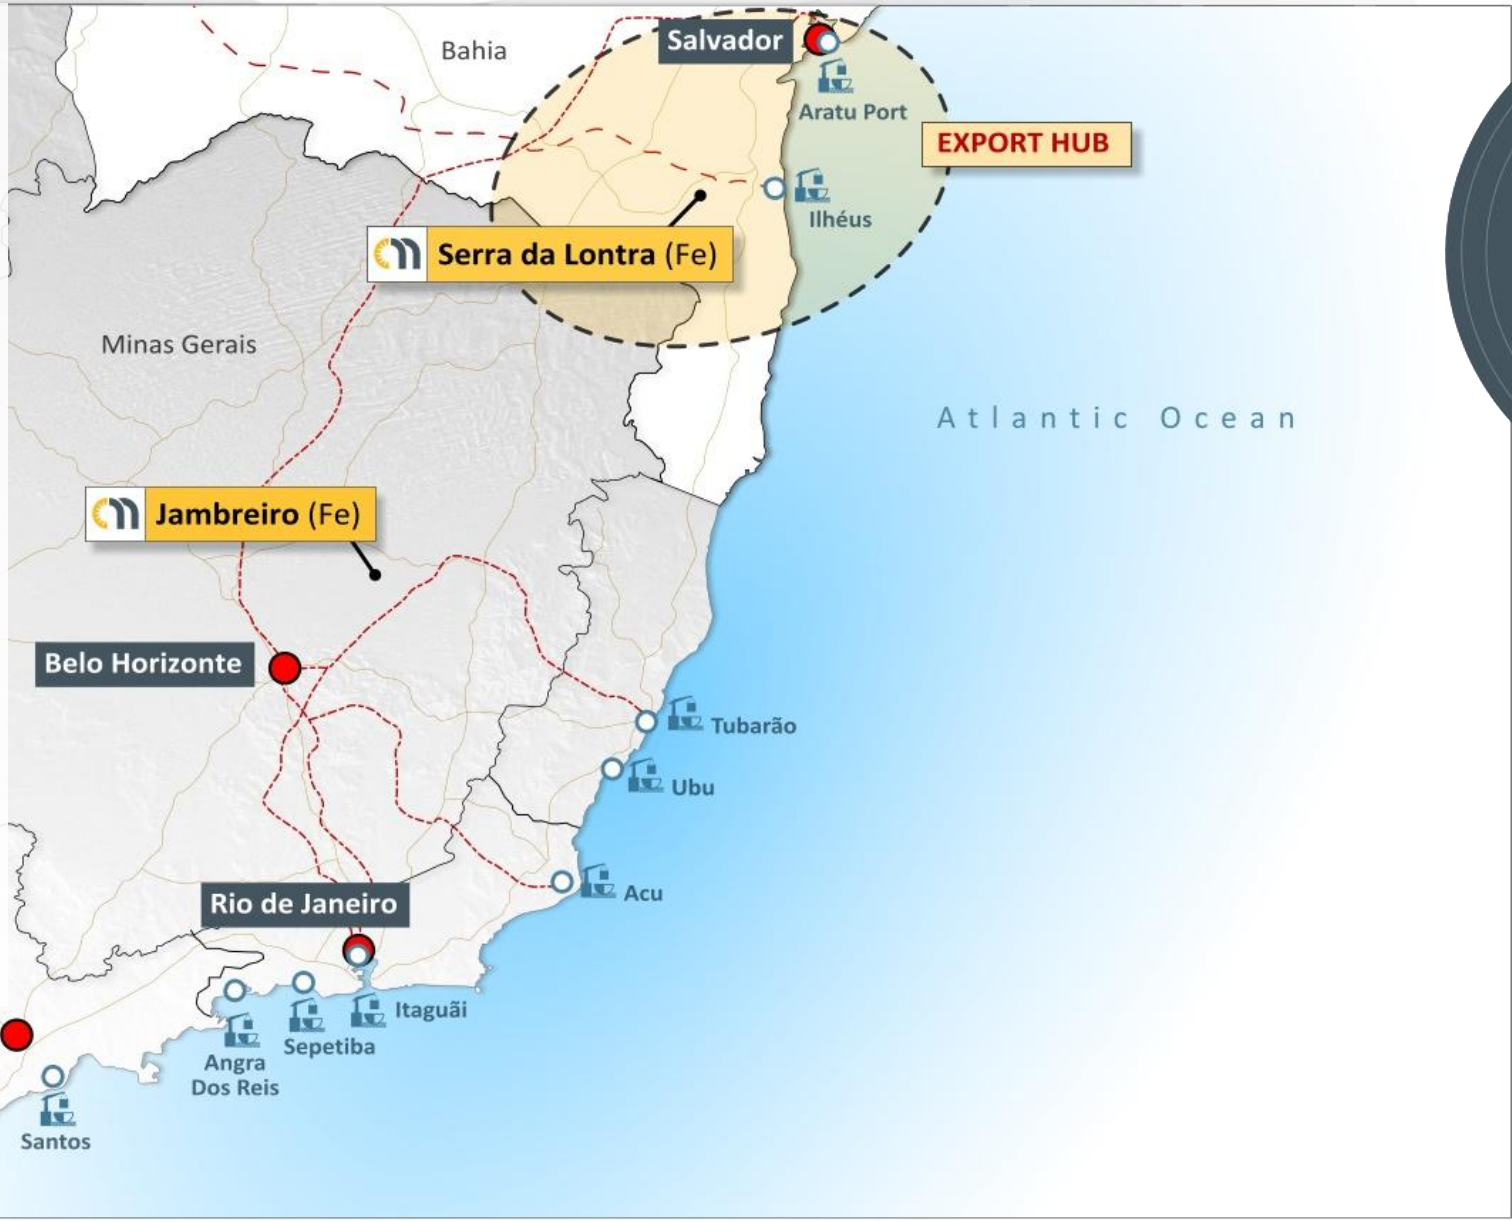 Bahia
Salvador
Aratu Port
EXPORT HUB
Ilhéus
Serra da Lontra (Fe)
Minas Gerais
Atlantic Ocean
Jambreiro (Fe)
Belo Horizonte
Tubarão
Ubu
Acu
Rio de Janeiro
Itaguãi
Sepetiba
Angra
Dos Reis
Santos